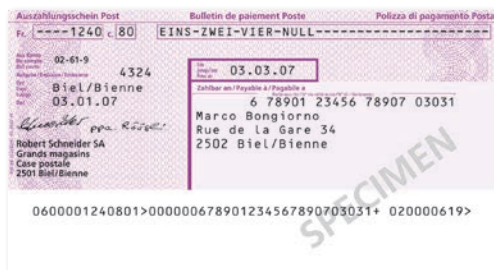 Auszahlungsschein Post Bulletin de paiement Poste Polizza di pagamento Posta
Fr. ----1240 c. 80 EINS-ZWEI-VIER-NULL----------------------
02-61-9
4324
03.03.07
Biel/Bienne
03.01.07
Zahlbar an/Payable à/Pagabile a
6 78901 23456 78907 03031
Marco Bongiorno
Rue de la Gare 34
2502 Biel/Bienne
ppa
Robert Schneider SA
Grands magasins
Case postale
2501 Biel/Bienne
SPECIMEN
0600001240801>000000678901234567890703031+ 020000619>